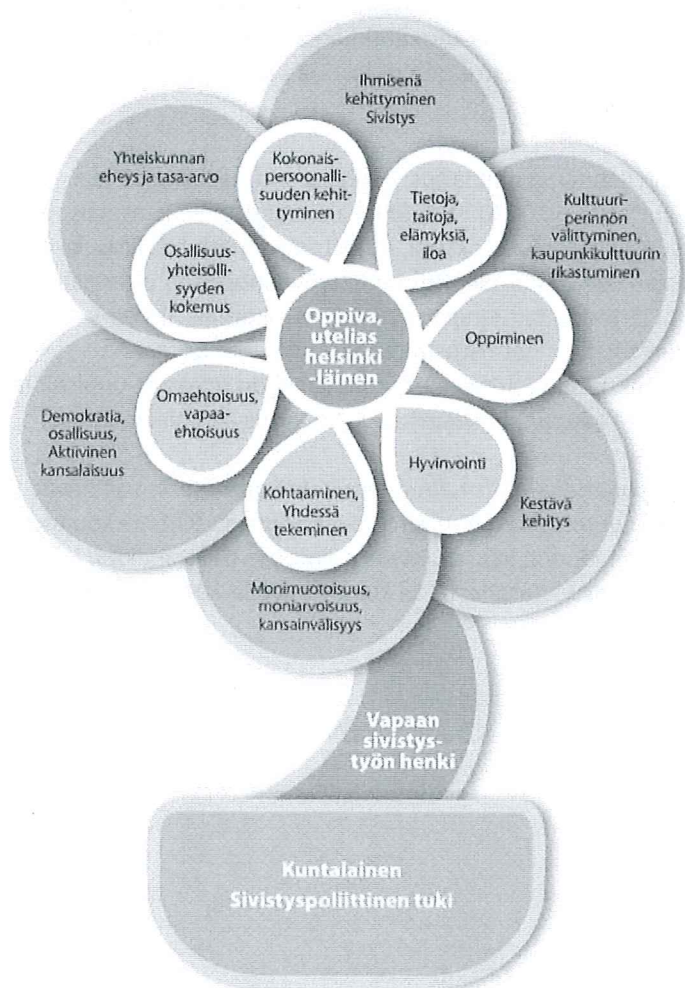 Ihmisenä
kehittyminen
Sivistys
Yhteiskunnan
eheys ja tasa-arvo
Kokonais-
persoonalli-
suuden kehit-
tyminen
Tietoja,
taitoja,
elämyksiä,
iloa
Kulttuuri-
perinnön
välittyminen,
kaupunkikulttuurin
rikastuminen
Osallisuus-
yhteisolli-
syyden
kokemus
Oppiva,
utelias
helsinki
-läinen
Oppiminen
Demokratia,
osallisuus,
Aktiivinen
kansalaisuus
Omaehtoisuus,
vapaa-
ehtoisuus
Kohtaaminen,
Yhdessä
tekeminen
Hyvinvointi
Kestävä
kehitys
Monimuotoisuus,
moniarvoisuus,
kansainvälisyys
Vapaan
sivistys-
työn henki
Kuntalainen
Sivistyspoliittinen tuki